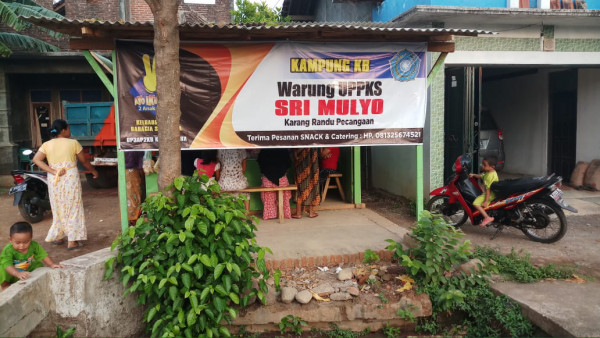 KAMPUNG KB
Warung UPPKS
SRI MULYO
Karang Randu Pecangaan
Terima Pesanan SNACK & Catering : HP. 081325674521